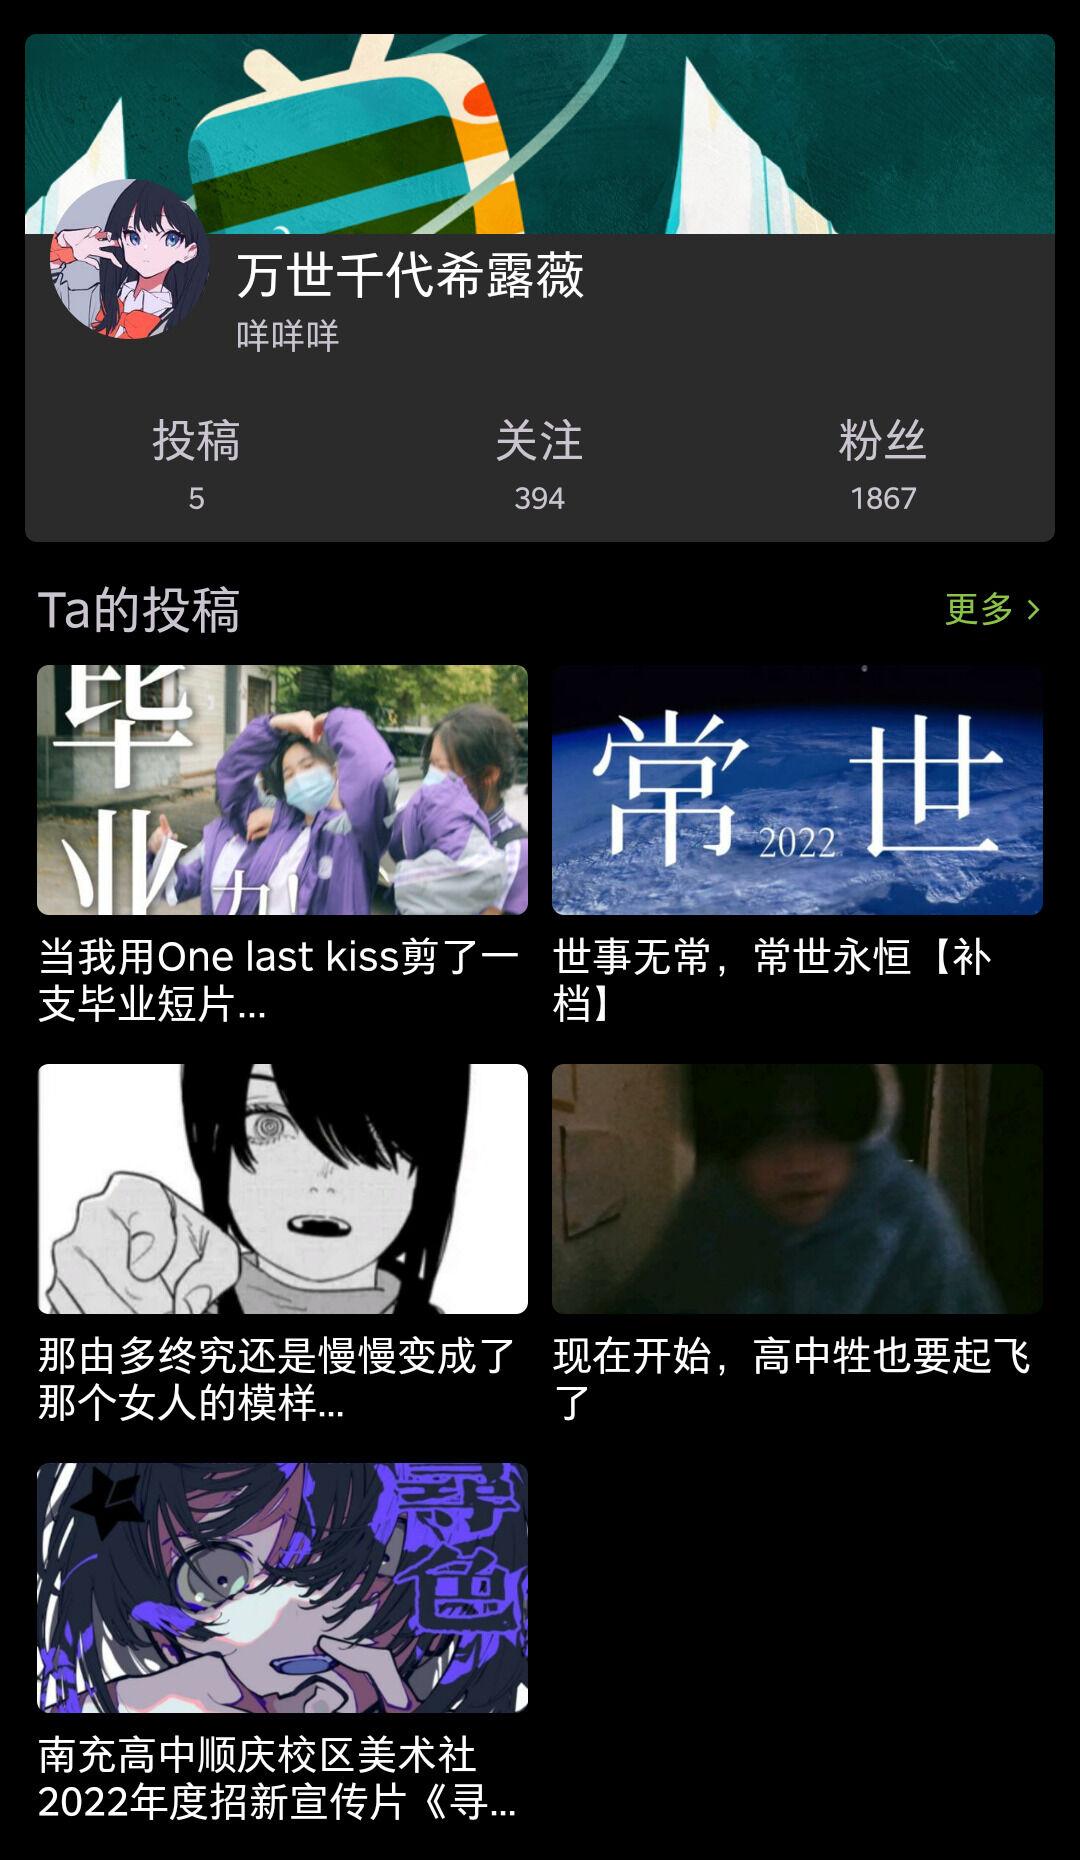 万世千代希露薇
咩咩咩
投稿 关注 粉丝
5 394 1867
Ta的投稿 更多 >
毕
业
力!
常世
2022
当我用One last kiss剪了一
支毕业短片...
世事无常，常世永恒【补
档】
那由多终究还是慢慢变成了
那个女人的模样...
现在开始，高中牲也要起飞
了
寻
色
南充高中顺庆校区美术社
2022年度招新宣传片《寻...